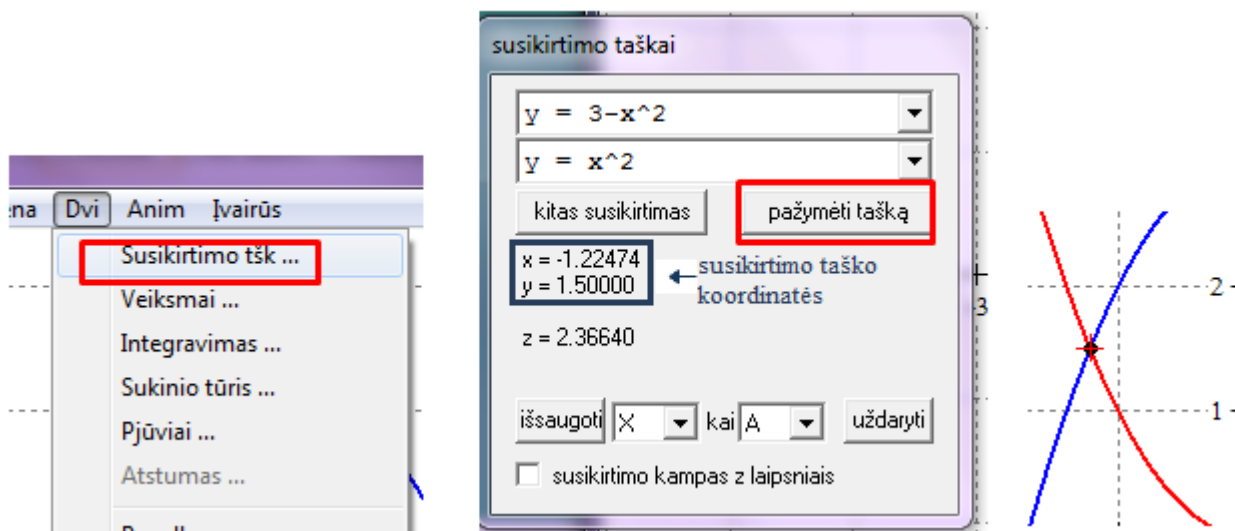 na Dvi Anim Įvairūs
Susikirtimo tšk ...
Veiksmai ...
Integravimas ...
Sukinio tūris ...
Pjūviai ...
Atstumas ...
susikirtimo taškai
y = 3-x^2
y = x^2
kitas susikirtimas
pažymėti tašką
x = -1.22474
y = 1.50000
susikirtimo taško
koordinatės
z = 2.36640
išsaugoti X kai A uždaryti
susikirtimo kampas z laipsniais
3
2
1